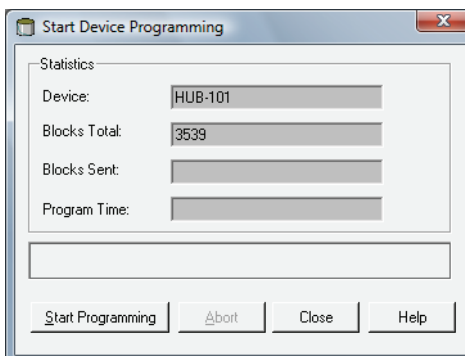 Start Device Programming
Statistics
Device: HUB-101
Blocks Total: 3539
Blocks Sent:
Program Time:
Start Programming Abort Close Help